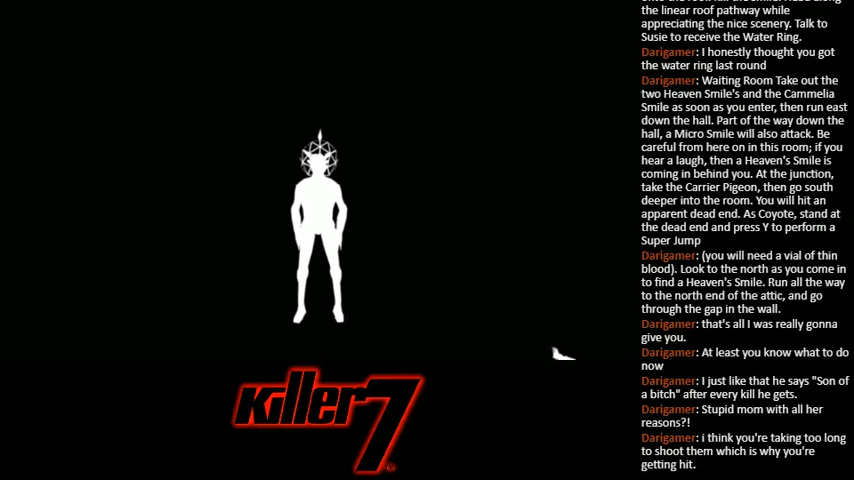 the linear roof pathway while
appreciating the nice scenery. Talk to
Susie to receive the Water Ring.
Darigamer: I honestly thought you got
the water ring last round
Darigamer: Waiting Room Take out the
two Heaven Smile's and the Cammelia
Smile as soon as you enter, then run east
down the hall. Part of the way down the
hall, a Micro Smile will also attack. Be
careful from here on in this room; if you
hear a laugh, then a Heaven's Smile is
coming in behind you. At the junction,
take the Carrier Pigeon, then go south
deeper into the room. You will hit an
apparent dead end. As Coyote, stand at
the dead end and press Y to perform a
Super Jump
Darigamer: (you will need a vial of thin
blood). Look to the north as you come in
to find a Heaven's Smile. Run all the way
to the north end of the attic, and go
through the gap in the wall.
Darigamer: that's all I was really gonna
give you.
Darigamer: At least you know what to do
now
Darigamer: I just like that he says "Son of
a bitch" after every kill he gets.
Darigamer: Stupid mom with all her
reasons?!
Darigamer: i think you're taking too long
to shoot them which is why you're
getting hit.
killer7